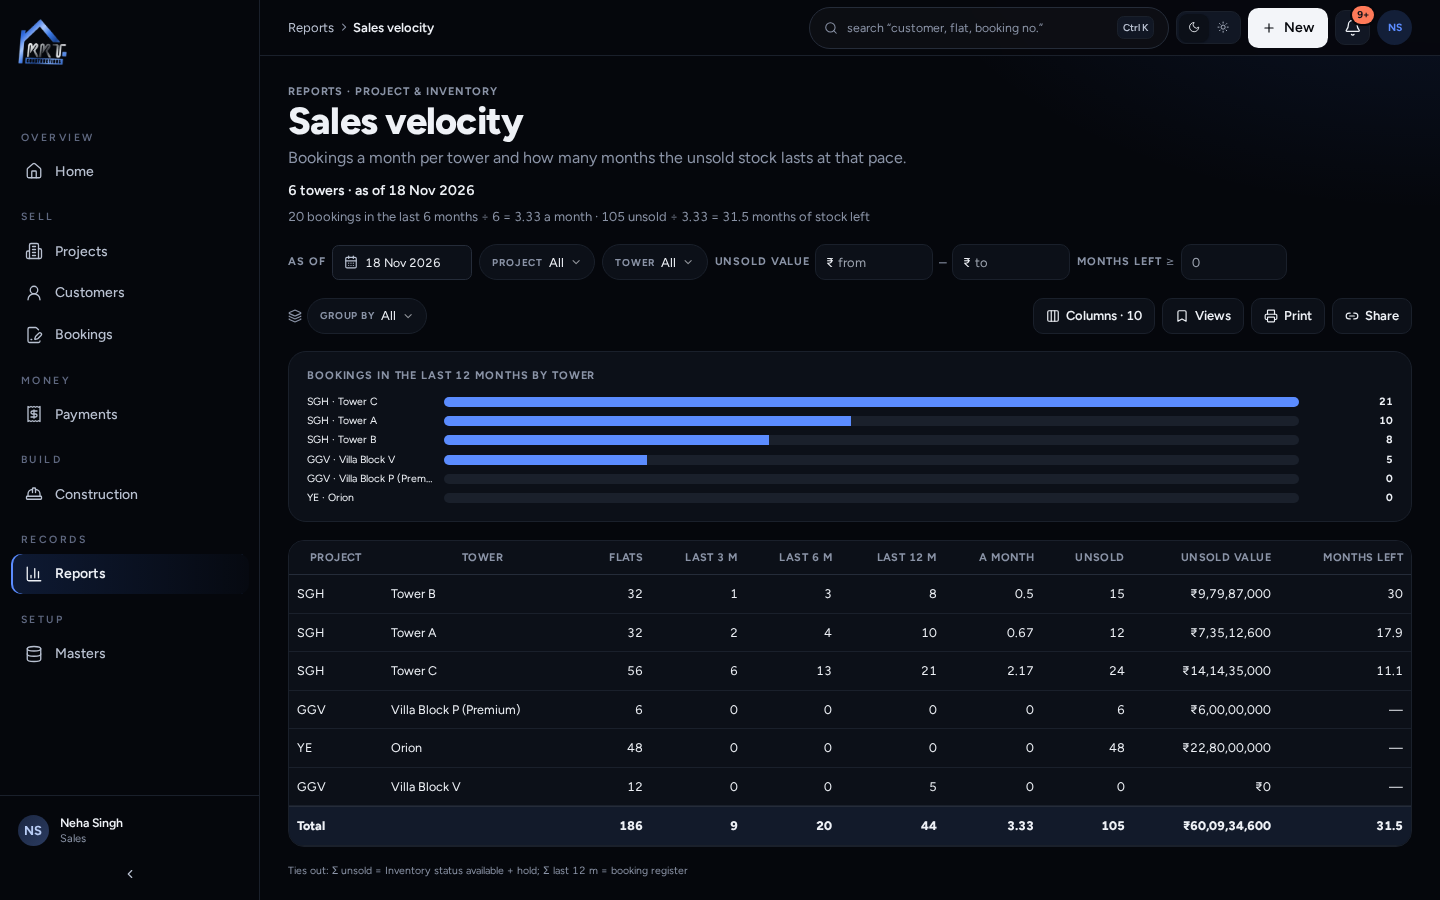 Reports > Sales velocity
search “customer, flat, booking no.”
Ctrl K
New
9+
NS
OVERVIEW
Home
SELL
Projects
Customers
Bookings
MONEY
Payments
BUILD
Construction
RECORDS
Reports
SETUP
Masters
NS
Neha Singh
Sales
REPORTS · PROJECT & INVENTORY
Sales velocity
Bookings a month per tower and how many months the unsold stock lasts at that pace.
6 towers · as of 18 Nov 2026
20 bookings in the last 6 months ÷ 6 = 3.33 a month · 105 unsold ÷ 3.33 = 31.5 months of stock left
AS OF 18 Nov 2026 PROJECT All TOWER All UNSOLD VALUE ₹ from – ₹ to MONTHS LEFT ≥ 0
GROUP BY All
Columns · 10 Views Print Share
BOOKINGS IN THE LAST 12 MONTHS BY TOWER
SGH · Tower C 21
SGH · Tower A 10
SGH · Tower B 8
GGV · Villa Block V 5
GGV · Villa Block P (Prem... 0
YE · Orion 0
PROJECT TOWER FLATS LAST 3 M LAST 6 M LAST 12 M A MONTH UNSOLD UNSOLD VALUE MONTHS LEFT
SGH Tower B 32 1 3 8 0.5 15 ₹9,79,87,000 30
SGH Tower A 32 2 4 10 0.67 12 ₹7,35,12,600 17.9
SGH Tower C 56 6 13 21 2.17 24 ₹14,14,35,000 11.1
GGV Villa Block P (Premium) 6 0 0 0 0 6 ₹6,00,00,000 —
YE Orion 48 0 0 0 0 48 ₹22,80,00,000 —
GGV Villa Block V 12 0 0 5 0 0 ₹0 —
Total 186 9 20 44 3.33 105 ₹60,09,34,600 31.5
Ties out: Σ unsold = Inventory status available + hold; Σ last 12 m = booking register